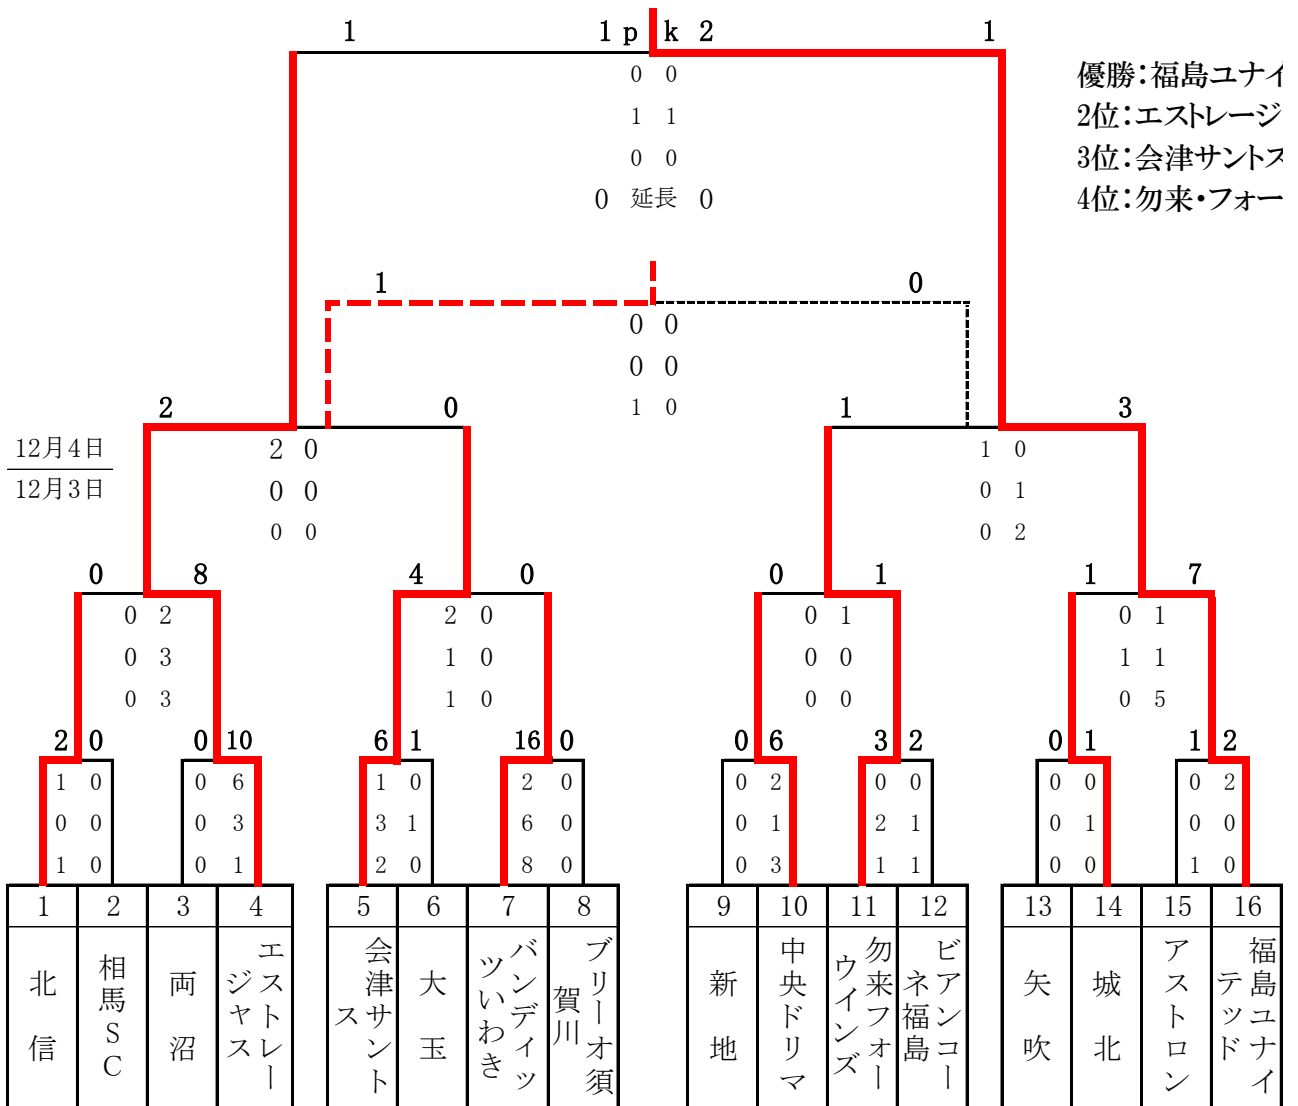 1 1 p k 2 1
0 0
1 1
0 0
0 延長 0
優勝：福島ユナイ
2位：エストレージ
3位：会津サントス
4位：勿来・フォー
1 0
0 0
0 0
1 0
2 0 1 3
12月4日
12月3日
2 0 1 0
0 0 0 1
0 0 0 2
0 8 4 0 0 1 1 7
0 2 2 0 0 1 0 1
0 3 1 0 0 0 1 1
0 3 1 0 0 0 0 5
2 0 0 10 6 1 16 0 0 6 3 2 0 1 1 2
1 0 0 6 1 0 2 0 0 2 0 0 0 0 0 2
0 0 0 3 3 1 6 0 0 1 2 1 0 1 0 0
1 0 0 1 2 0 8 0 0 3 1 1 0 0 1 0
1 2 3 4 5 6 7 8 9 10 11 12 13 14 15 16
北信
相馬SC
両沼
エストレー
ジャス
会津サント
ス
大玉
バンディッ
ツいわき
ブリーオ須
賀川
新地
中央ドリマ
勿来フォー
ウインズ
ビアンコー
ネ福島
矢吹
城北
アストロン
福島ユナイ
テッド